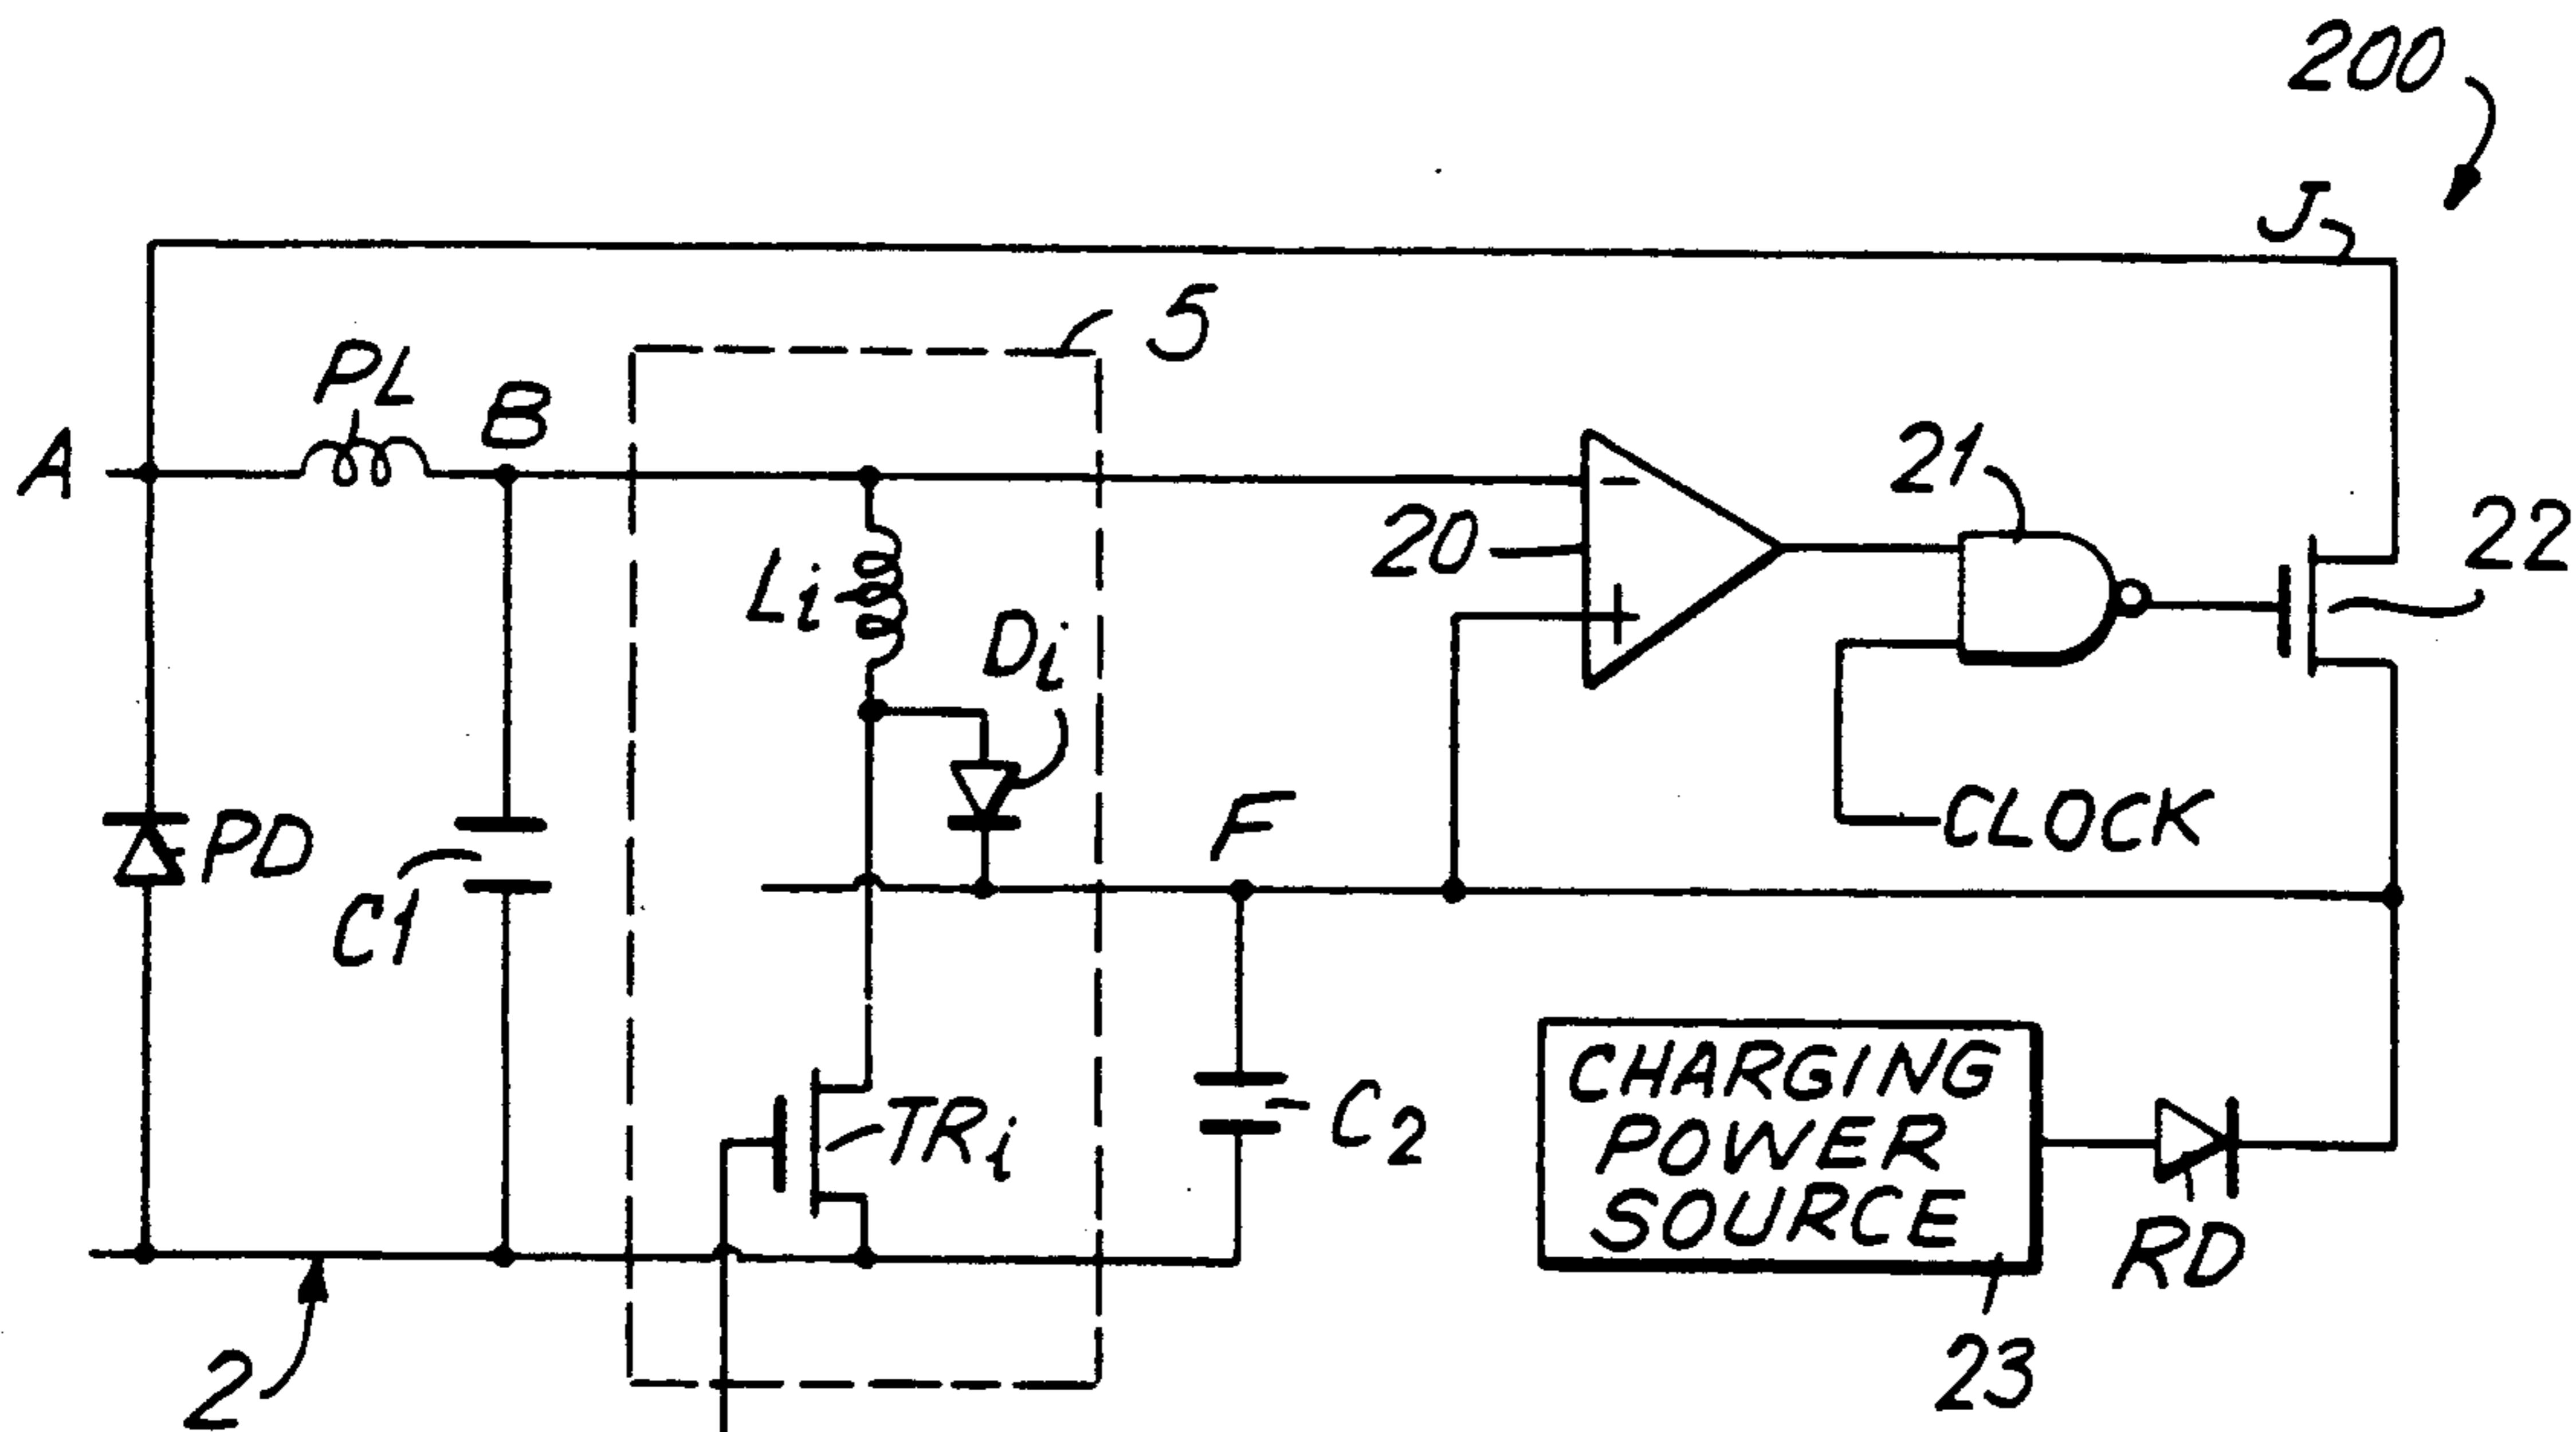 200
J
5
PL
B
A
21
20
−
+
22
Li
Di
PD
F
CLOCK
C1
CHARGING
POWER
SOURCE
TRi
C2
RD
2
23